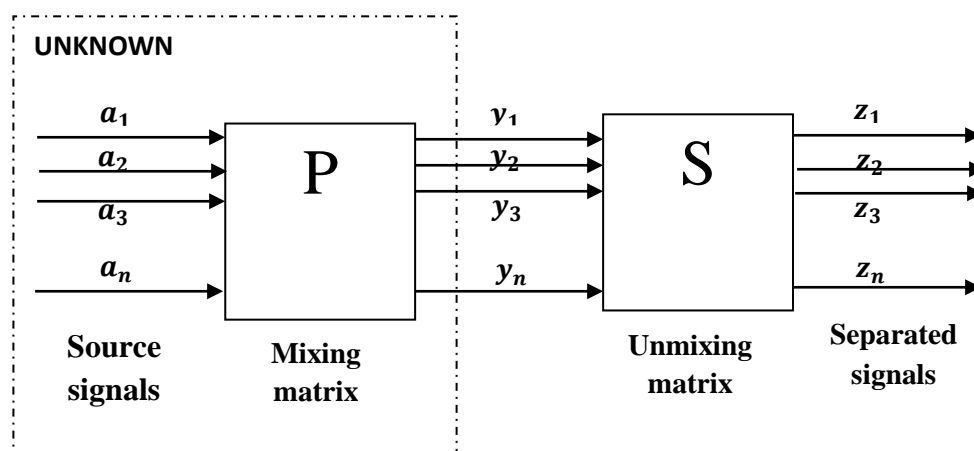 UNKNOWN
a₁
a₂
a₃
aₙ
P
y₁
y₂
y₃
yₙ
S
z₁
z₂
z₃
zₙ
Source
signals
Mixing
matrix
Unmixing
matrix
Separated
signals